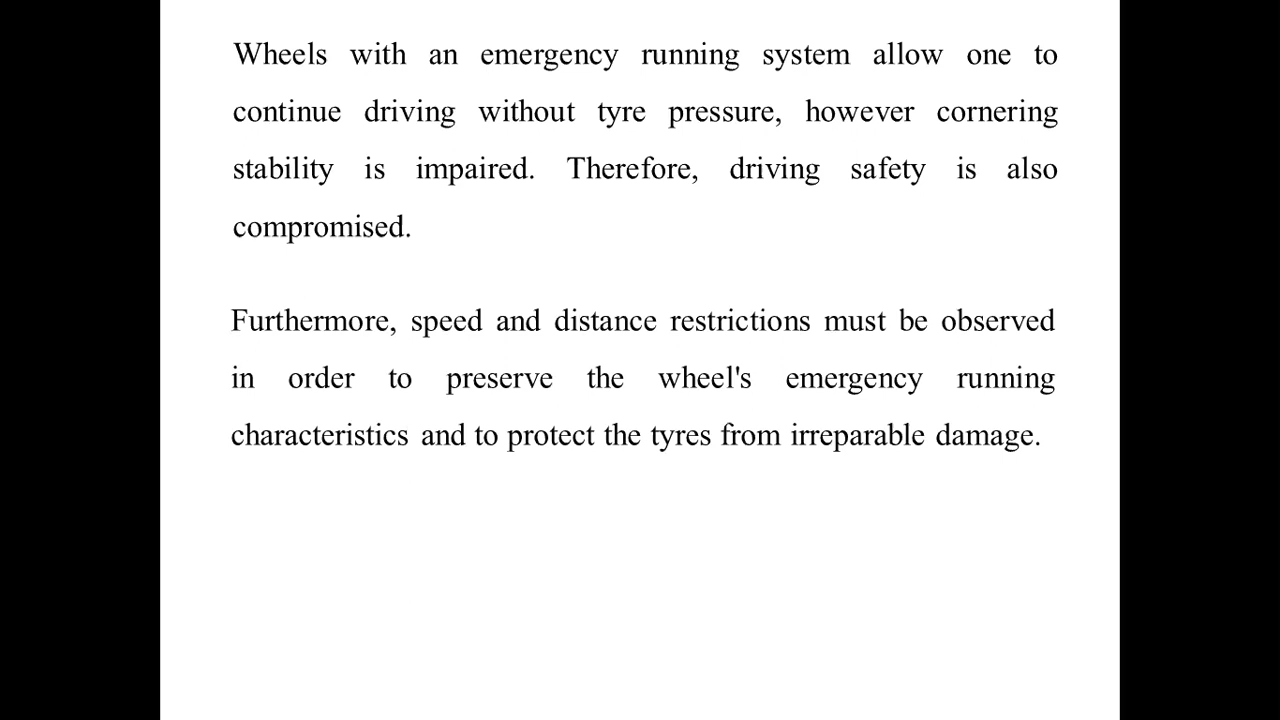 Wheels with an emergency running system allow one to
continue driving without tyre pressure, however cornering
stability is impaired. Therefore, driving safety is also
compromised.
Furthermore, speed and distance restrictions must be observed
in order to preserve the wheel's emergency running
characteristics and to protect the tyres from irreparable damage.